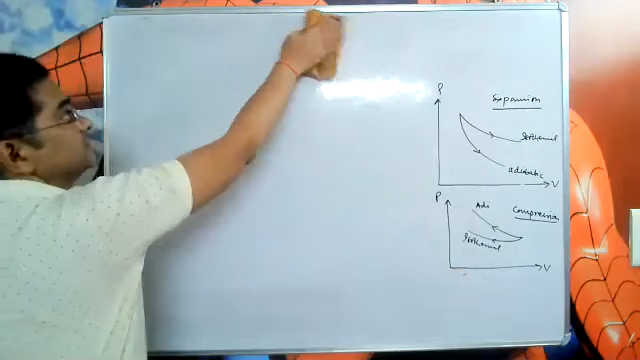 P
Expansion
Isothermal
adiabatic
V
P
Adi
Compression
Isothermal
V